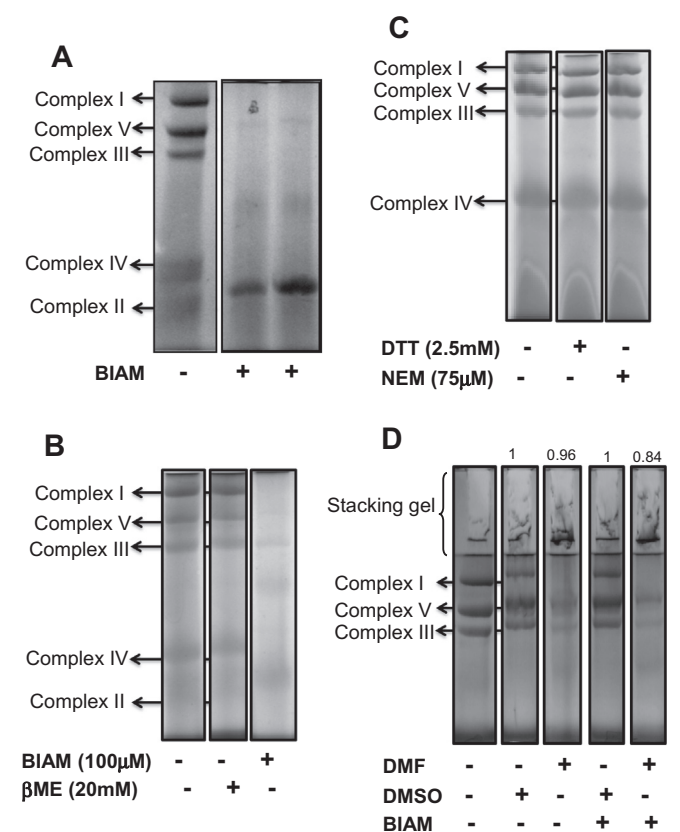 A
Complex I
Complex V
Complex III
Complex IV
Complex II
BIAM - + +
B
Complex I
Complex V
Complex III
Complex IV
Complex II
BIAM (100μM) - - +
βME (20mM) - + -
C
Complex I
Complex V
Complex III
Complex IV
DTT (2.5mM) - + -
NEM (75μM) - - +
D
1 0.96 1 0.84
Stacking gel
Complex I
Complex V
Complex III
DMF - - + - +
DMSO - + - + -
BIAM - - - + +